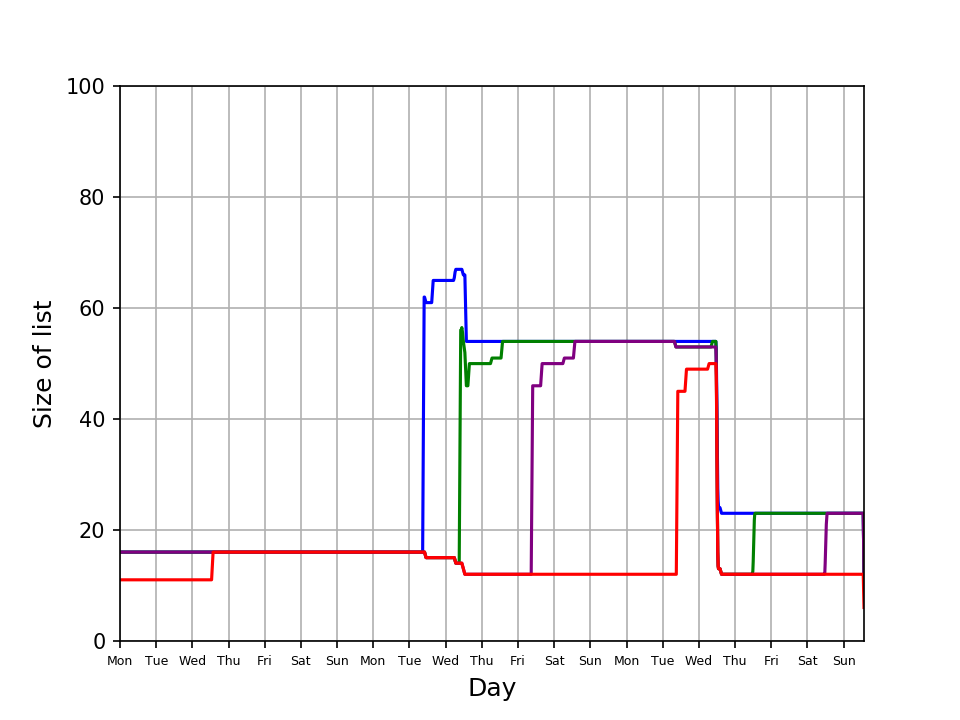 100
80
60
40
20
0
Size of list
Mon Tue Wed Thu Fri Sat Sun Mon Tue Wed Thu Fri Sat Sun Mon Tue Wed Thu Fri Sat Sun
Day